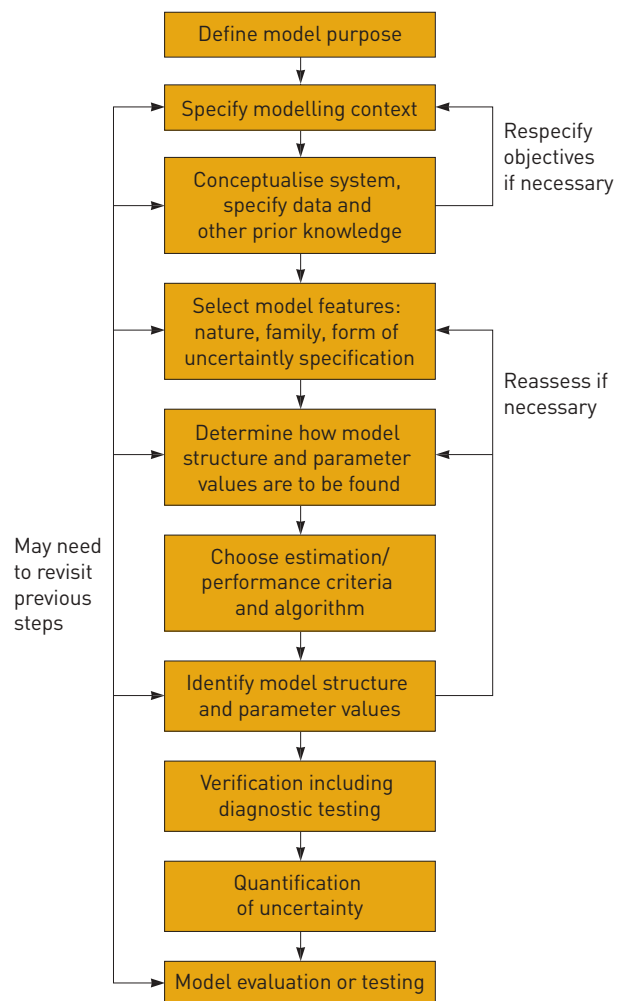 Define model purpose
Specify modelling context
Respecify
objectives
if necessary
Conceptualise system,
specify data and
other prior knowledge
Select model features:
nature, family, form of
uncertaintly specification
Reassess if
necessary
Determine how model
structure and parameter
values are to be found
May need
to revisit
previous
steps
Choose estimation/
performance criteria
and algorithm
Identify model structure
and parameter values
Verification including
diagnostic testing
Quantification
of uncertainty
Model evaluation or testing